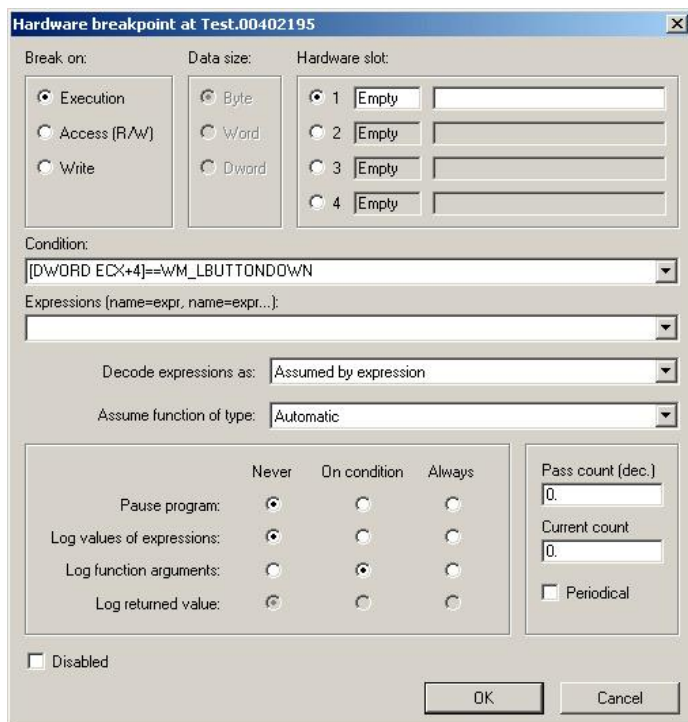 Hardware breakpoint at Test.00402195
Break on: Data size: Hardware slot:
Execution Byte 1 Empty
Access (R/W) Word 2 Empty
Write Dword 3 Empty
4 Empty
Condition:
[DWORD ECX+4]==WM_LBUTTONDOWN
Expressions (name=expr, name=expr...):
Decode expressions as: Assumed by expression
Assume function of type: Automatic
Never On condition Always Pass count (dec.)
Pause program: 0.
Log values of expressions: Current count
Log function arguments: 0.
Log returned value: Periodical
Disabled
OK Cancel